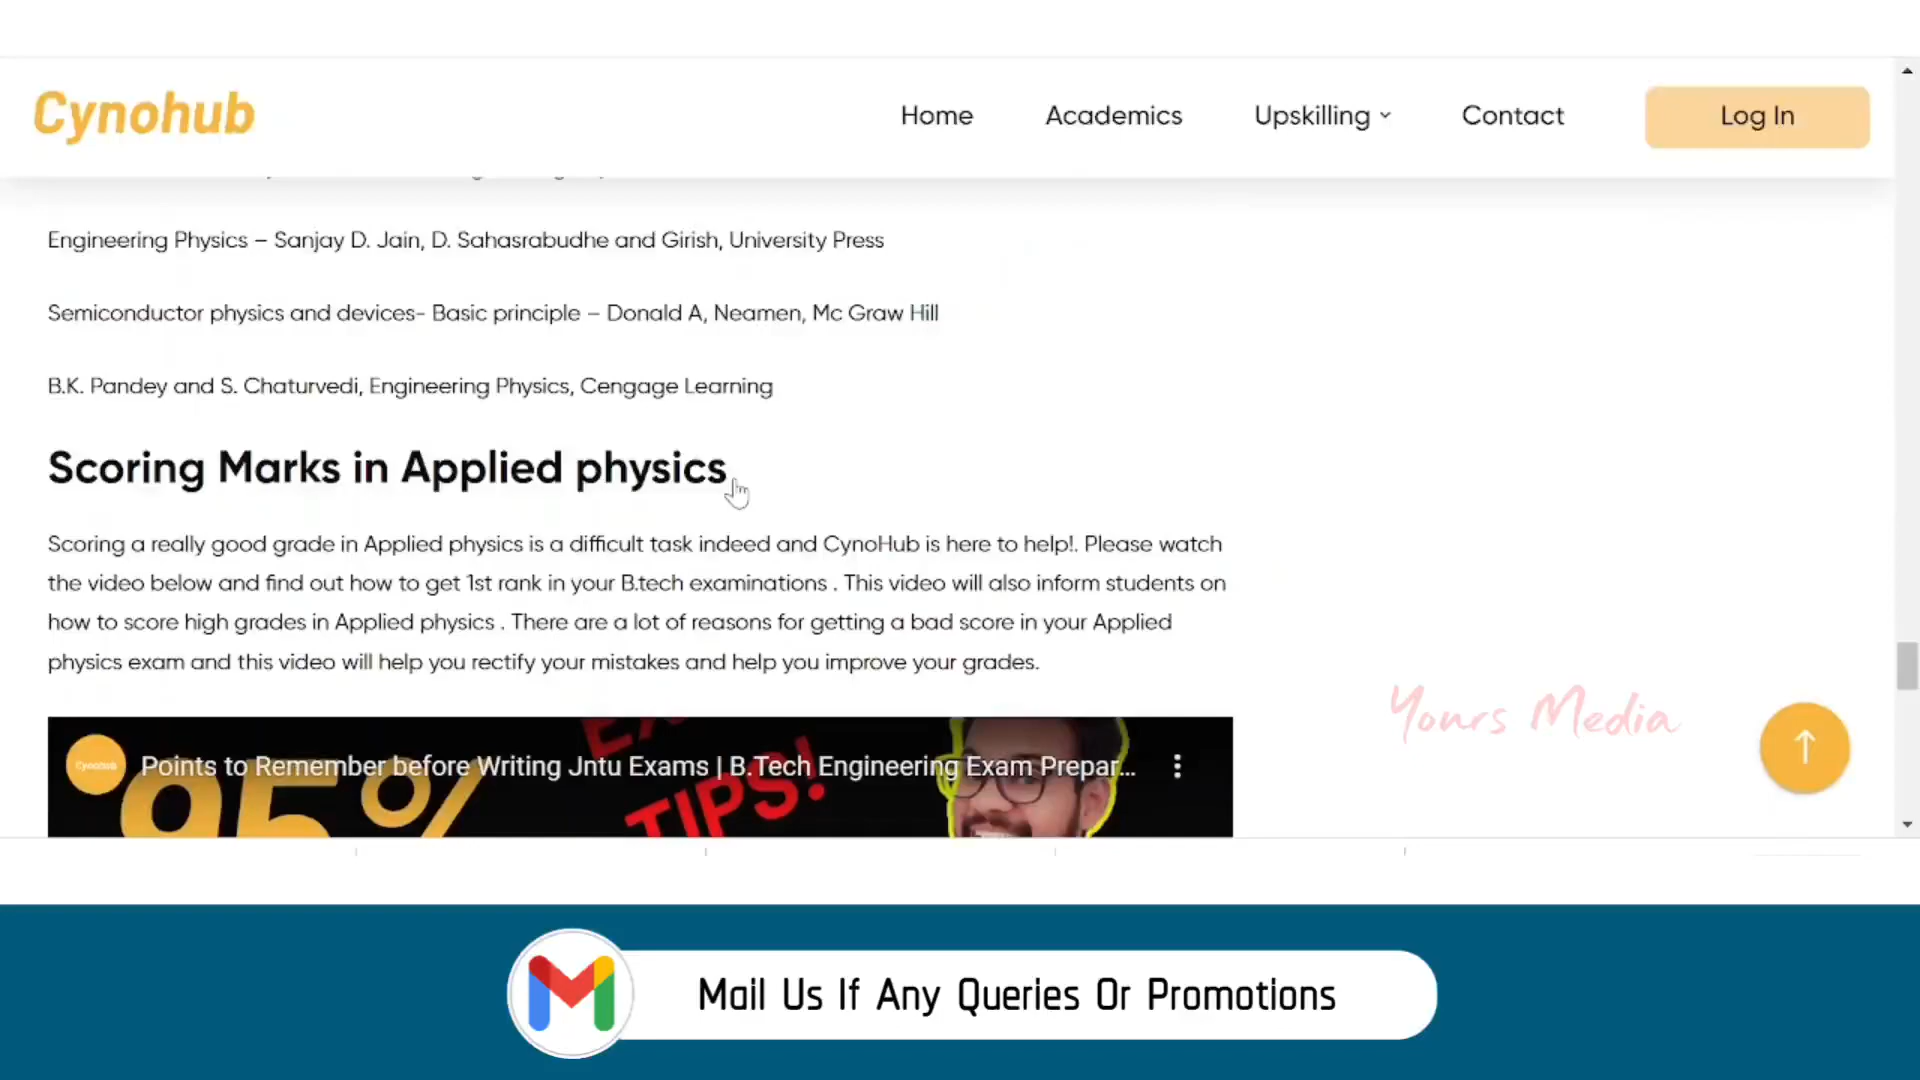 Cynohub
Home
Academics
Upskilling
Contact
Log In
Engineering Physics – Sanjay D. Jain, D. Sahasrabudhe and Girish, University Press
Semiconductor physics and devices- Basic principle – Donald A, Neamen, Mc Graw Hill
B.K. Pandey and S. Chaturvedi, Engineering Physics, Cengage Learning
Scoring Marks in Applied physics
Scoring a really good grade in Applied physics is a difficult task indeed and CynoHub is here to help!. Please watch
the video below and find out how to get 1st rank in your B.tech examinations . This video will also inform students on
how to score high grades in Applied physics . There are a lot of reasons for getting a bad score in your Applied
physics exam and this video will help you rectify your mistakes and help you improve your grades.
Yours Media
Cynohub
Points to Remember before Writing Jntu Exams | B.Tech Engineering Exam Prepar...
95%
TIPS!
Mail Us If Any Queries Or Promotions